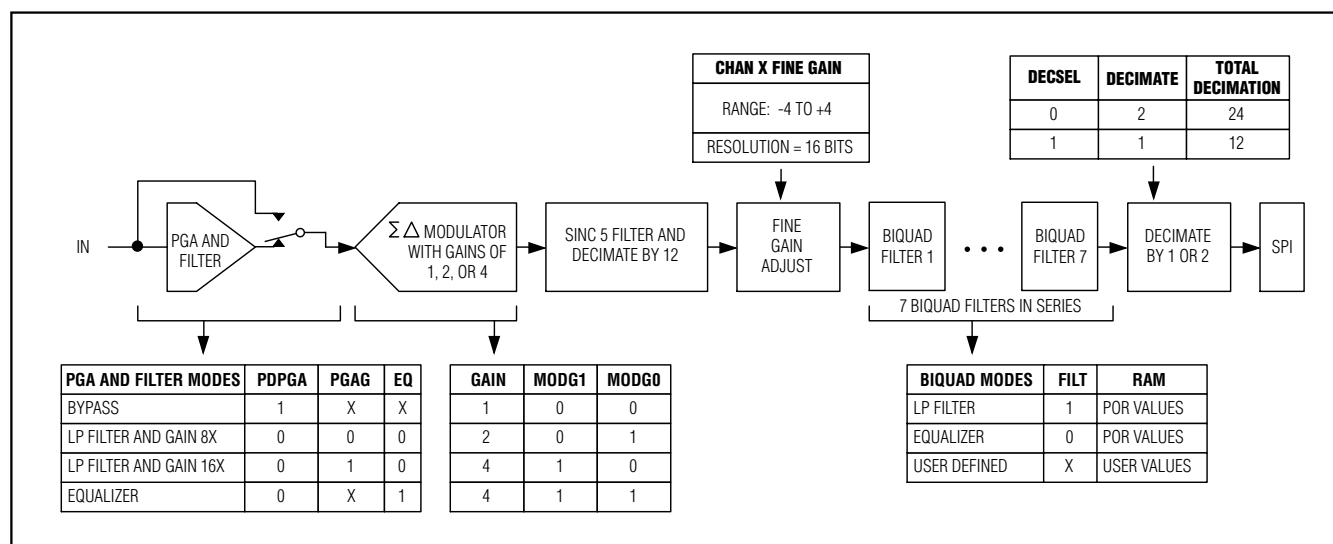 CHAN X FINE GAIN
RANGE: -4 TO +4
RESOLUTION = 16 BITS
DECSEL DECIMATE TOTAL DECIMATION
0 2 24
1 1 12
IN
PGA AND
FILTER
Σ∆ MODULATOR
WITH GAINS OF
1, 2, OR 4
SINC 5 FILTER AND
DECIMATE BY 12
FINE
GAIN
ADJUST
BIQUAD
FILTER 1
• • •
BIQUAD
FILTER 7
DECIMATE
BY 1 OR 2
SPI
7 BIQUAD FILTERS IN SERIES
PGA AND FILTER MODES PDPGA PGAG EQ
BYPASS 1 X X
LP FILTER AND GAIN 8X 0 0 0
LP FILTER AND GAIN 16X 0 1 0
EQUALIZER 0 X 1
GAIN MODG1 MODG0
1 0 0
2 0 1
4 1 0
4 1 1
BIQUAD MODES FILT RAM
LP FILTER 1 POR VALUES
EQUALIZER 0 POR VALUES
USER DEFINED X USER VALUES